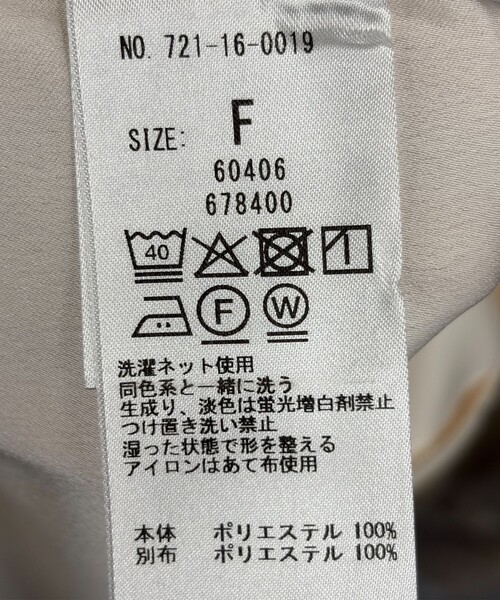 NO. 721-16-0019
SIZE: F
60406
678400
40
F W
洗濯ネット使用
同色系と一緒に洗う
生成り、淡色は蛍光増白剤禁止
つけ置き洗い禁止
湿った状態で形を整える
アイロンはあて布使用
本体 ポリエステル 100%
別布 ポリエステル 100%